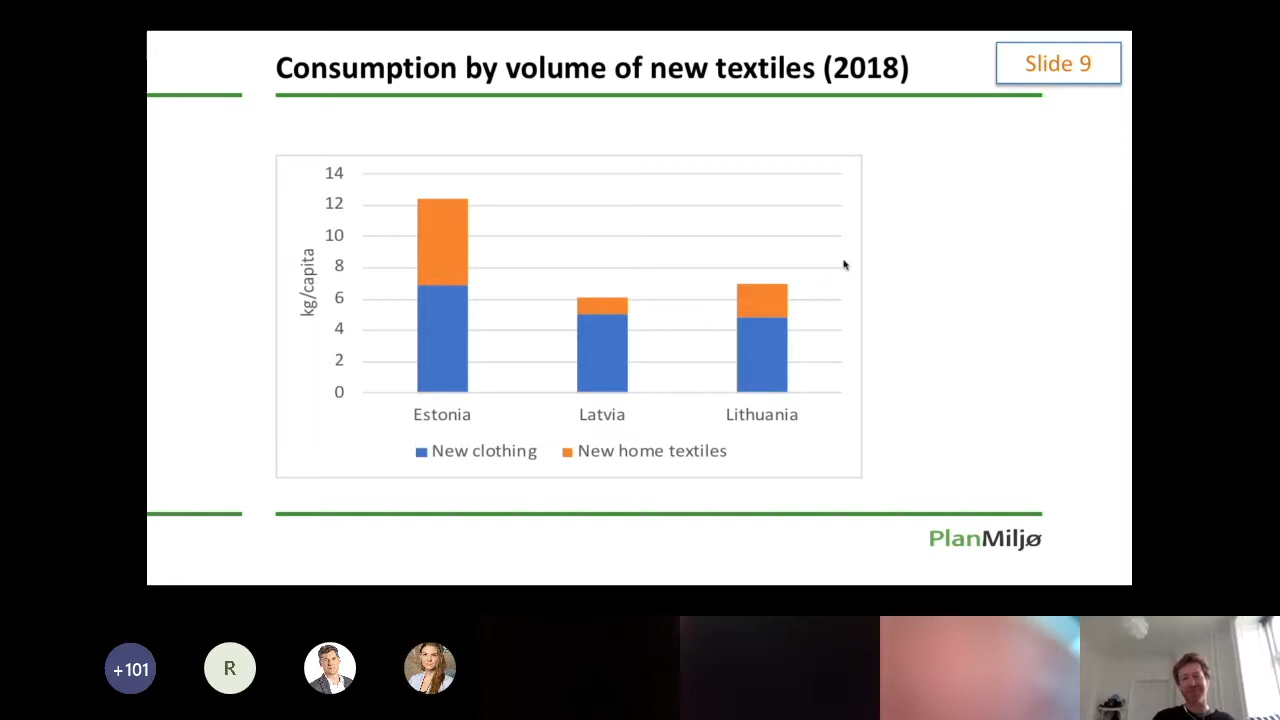 Consumption by volume of new textiles (2018)
Slide 9
14
12
10
8
6
4
2
0
kg/capita
Estonia Latvia Lithuania
New clothing New home textiles
PlanMiljø
+101 R